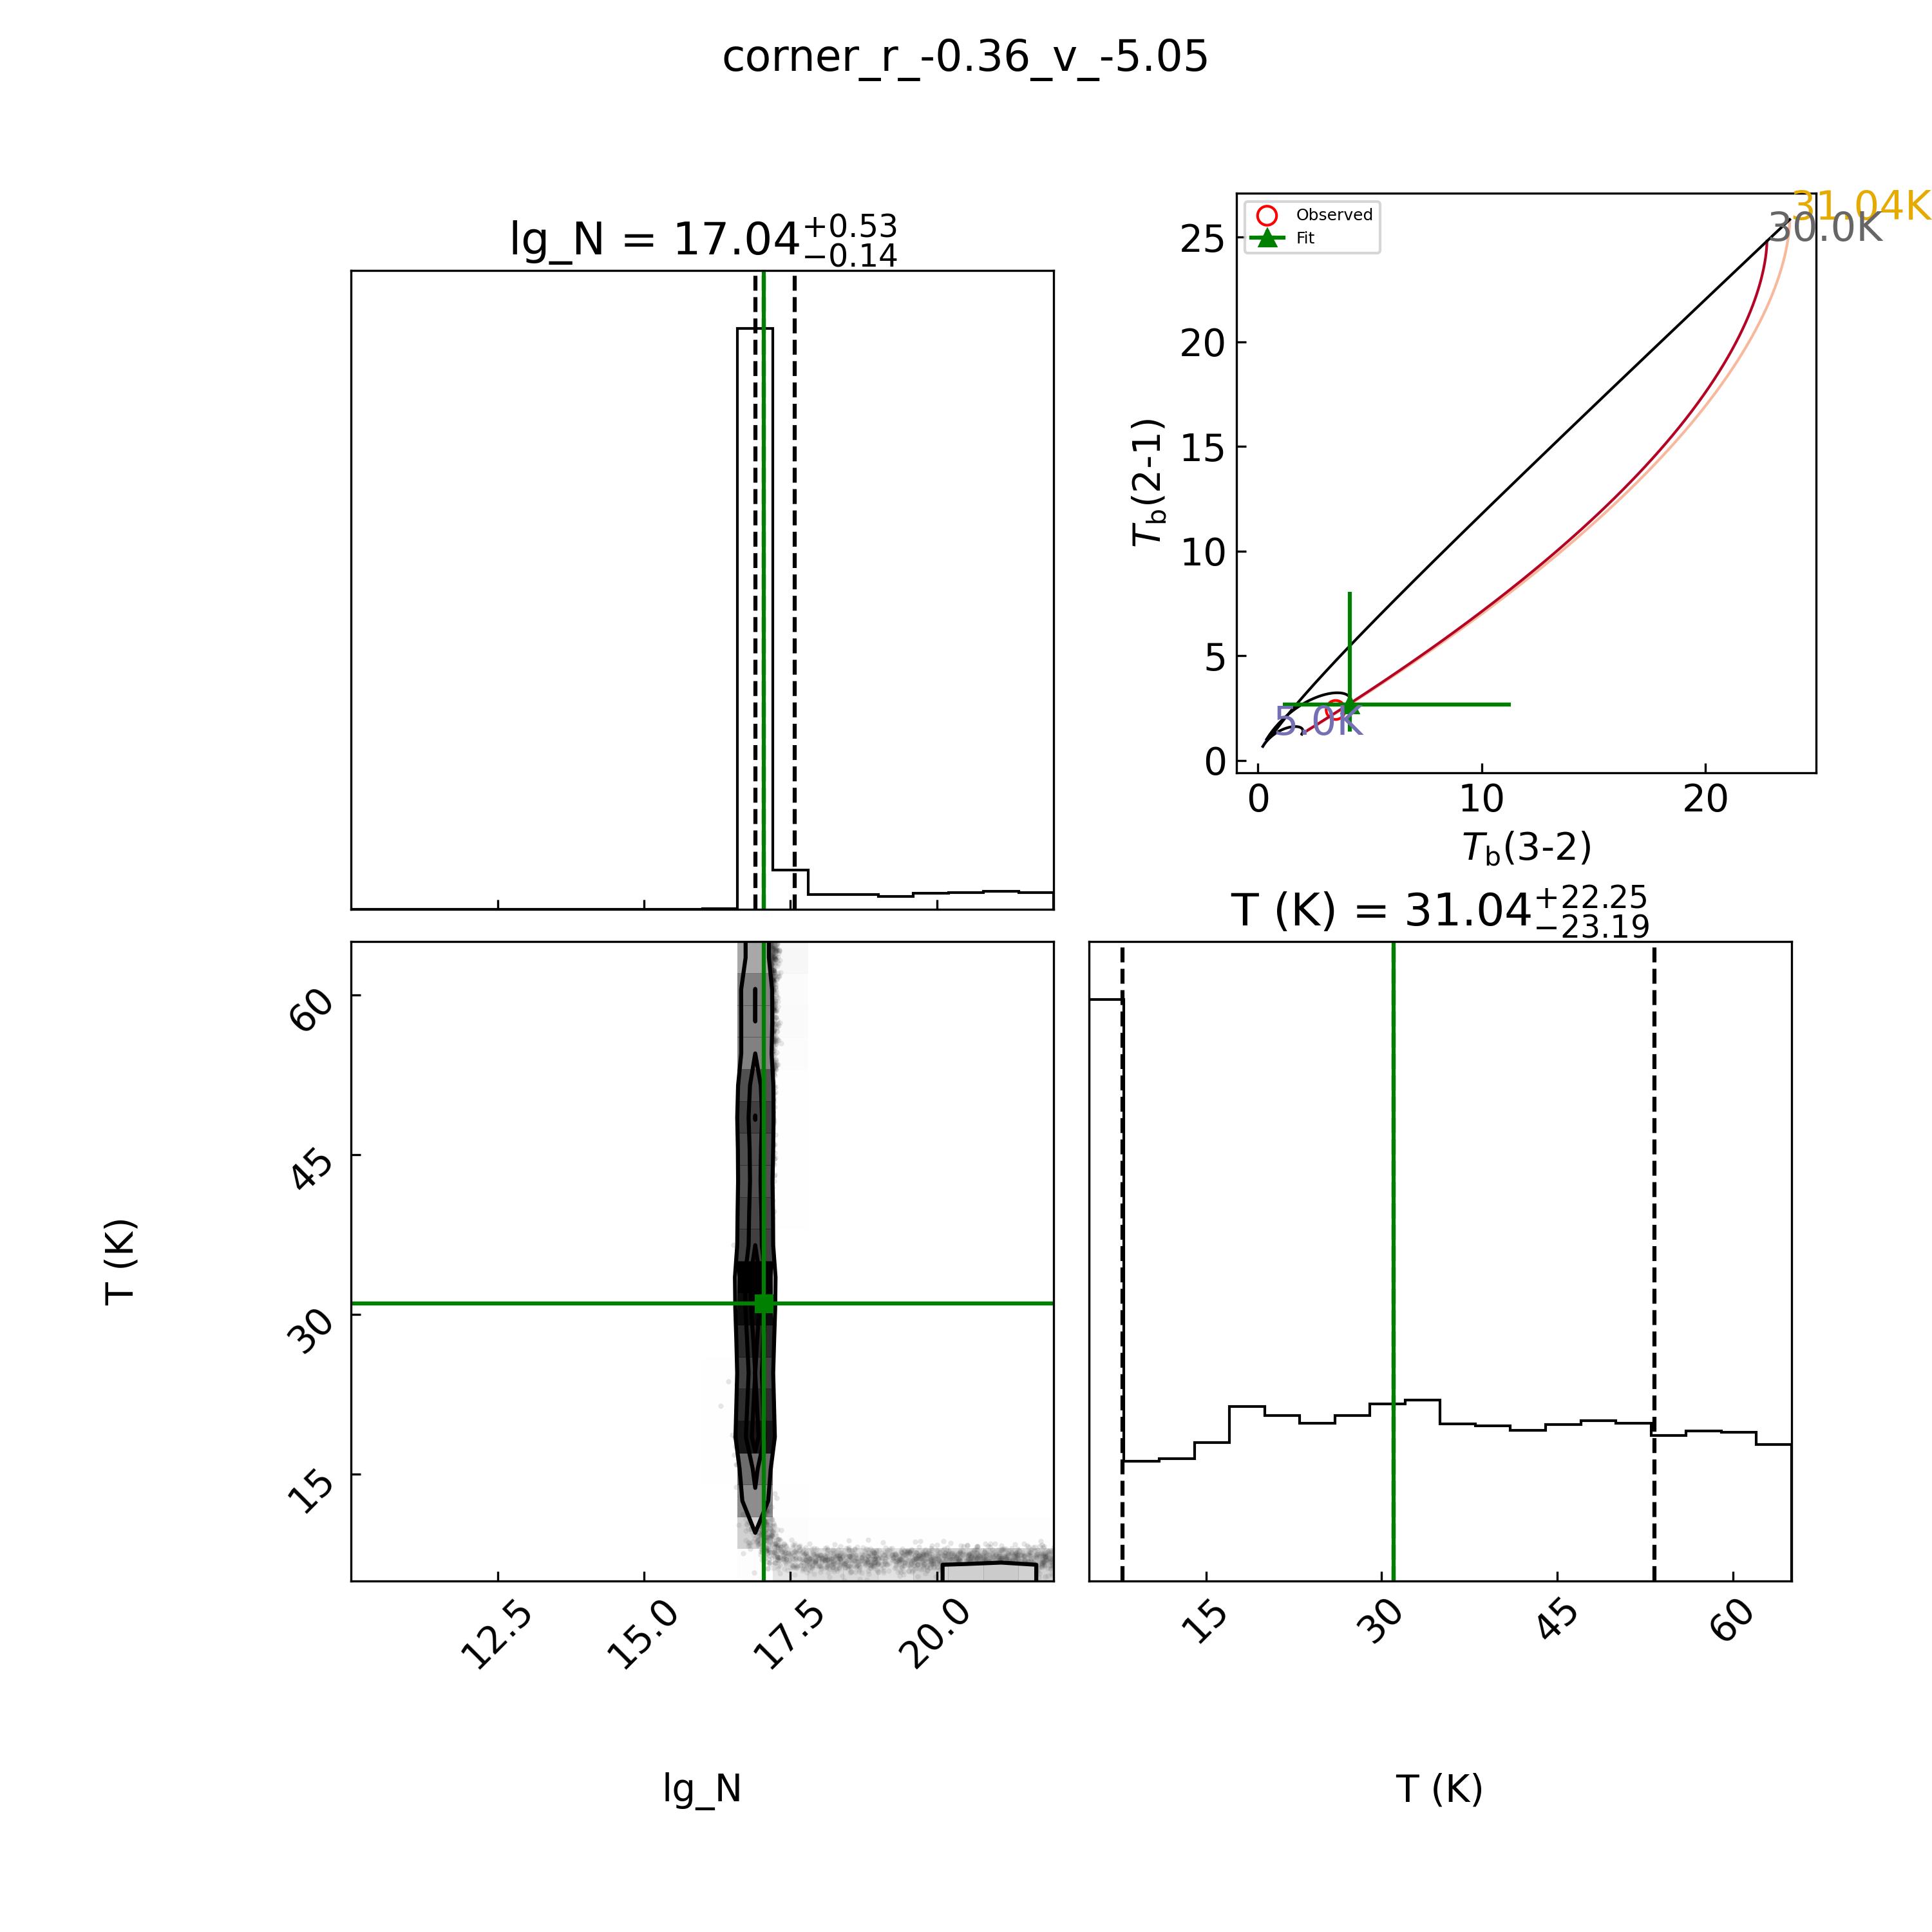 corner_r_-0.36_v_-5.05
lg_N = 17.04+0.53 −0.14
31.04K
30.0K
Observed
Fit
25
20
15
10
5
0
5.0K
Tb(2-1)
0 10 20
Tb(3-2)
T (K) = 31.04+22.25 −23.19
60
45
30
15
T (K)
12.5 15.0 17.5 20.0
lg_N
15 30 45 60
T (K)